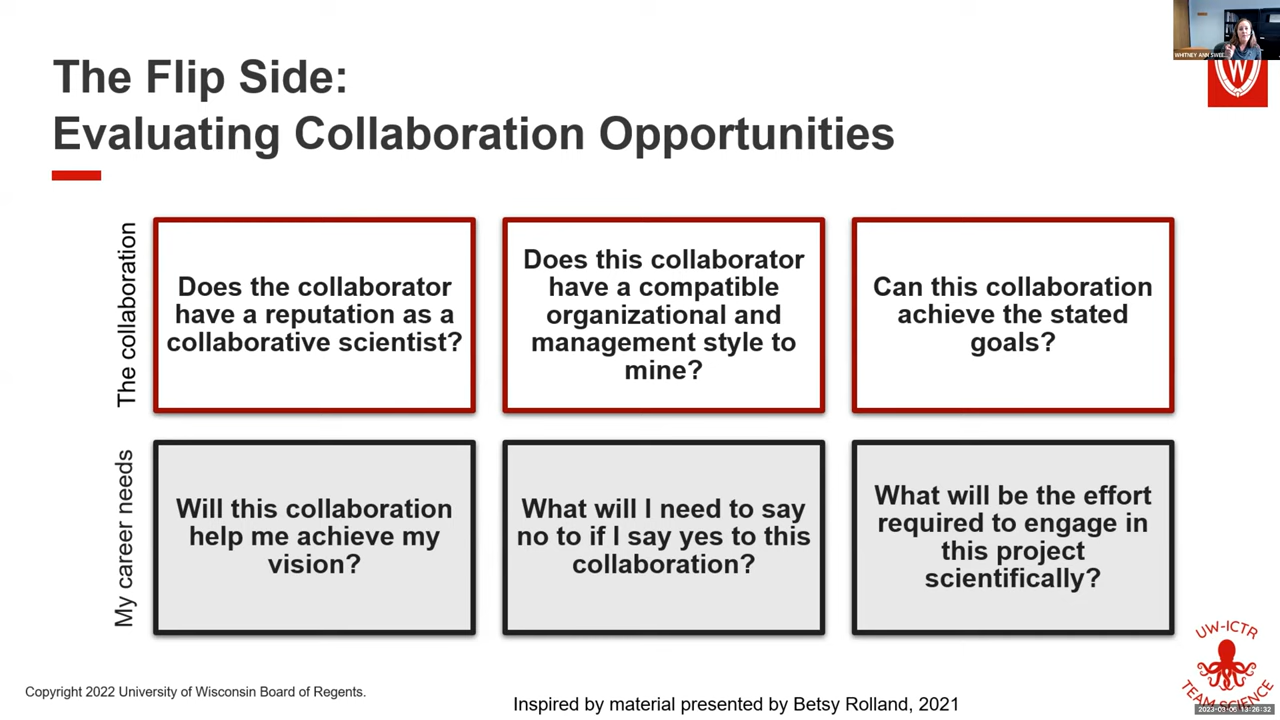 WHITNEY ANN SWEE
W
The Flip Side:
Evaluating Collaboration Opportunities
The collaboration
Does the collaborator
have a reputation as a
collaborative scientist?
Does this collaborator
have a compatible
organizational and
management style to
mine?
Can this collaboration
achieve the stated
goals?
My career needs
Will this collaboration
help me achieve my
vision?
What will I need to say
no to if I say yes to this
collaboration?
What will be the effort
required to engage in
this project
scientifically?
Copyright 2022 University of Wisconsin Board of Regents.
Inspired by material presented by Betsy Rolland, 2021
UW-ICTR
TEAM SCIENCE